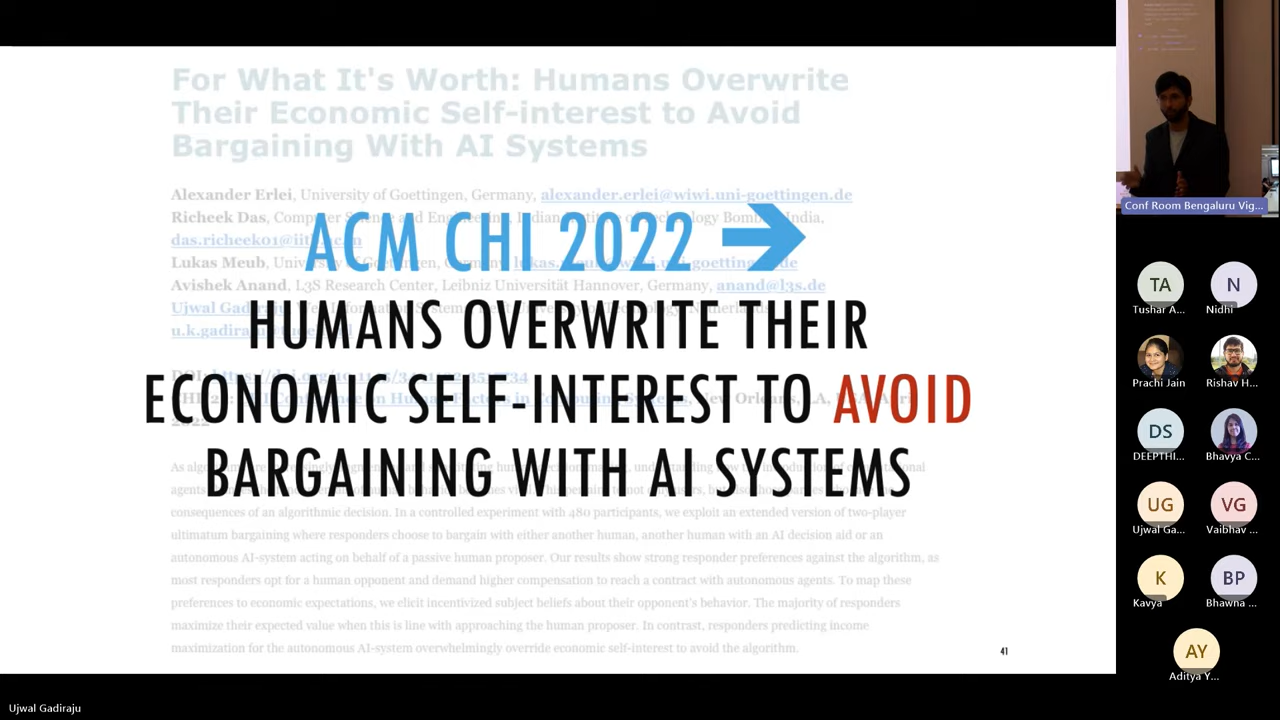 For What It's Worth: Humans Overwrite
Their Economic Self-interest to Avoid
Bargaining With AI Systems
Alexander Erlei, University of Goettingen, Germany, alexander.erlei@wiwi.uni-goettingen.de
Richeek Das, Computer Science and Engineering, Indian Institute of Technology Bombay, India,
das.richeek01@iitb.ac.in
Lukas Meub, University of Goettingen, Germany, lukas.meub@wiwi.uni-goettingen.de
Avishek Anand, L3S Research Center, Leibniz Universität Hannover, Germany, anand@l3s.de
Ujwal Gadiraju, Netherlands
ACM CHI 2022
HUMANS OVERWRITE THEIR
ECONOMIC SELF-INTEREST TO AVOID
BARGAINING WITH AI SYSTEMS
consequences of an algorithmic decision. In a controlled experiment with 480 participants, we exploit an extended version of two-player
ultimatum bargaining where responders choose to bargain with either another human, another human with an AI decision aid or an
autonomous AI-system acting on behalf of a passive human proposer. Our results show strong responder preferences against the algorithm, as
most responders opt for a human opponent and demand higher compensation to reach a contract with autonomous agents. To map these
preferences to economic expectations, we elicit incentivized subject beliefs about their opponent's behavior. The majority of responders
maximize their expected value when this is line with approaching the human proposer. In contrast, responders predicting income
maximization for the autonomous AI-system overwhelmingly override economic self-interest to avoid the algorithm.
41
Conf Room Bengaluru Vig...
TA
Tushar A...
N
Nidhi
Prachi Jain
Rishav H...
DS
DEEPTHI...
Bhavya C...
UG
Ujwal Ga...
VG
Vaibhav ...
K
Kavya
BP
Bhawna ...
AY
Aditya Y...
Ujwal Gadiraju